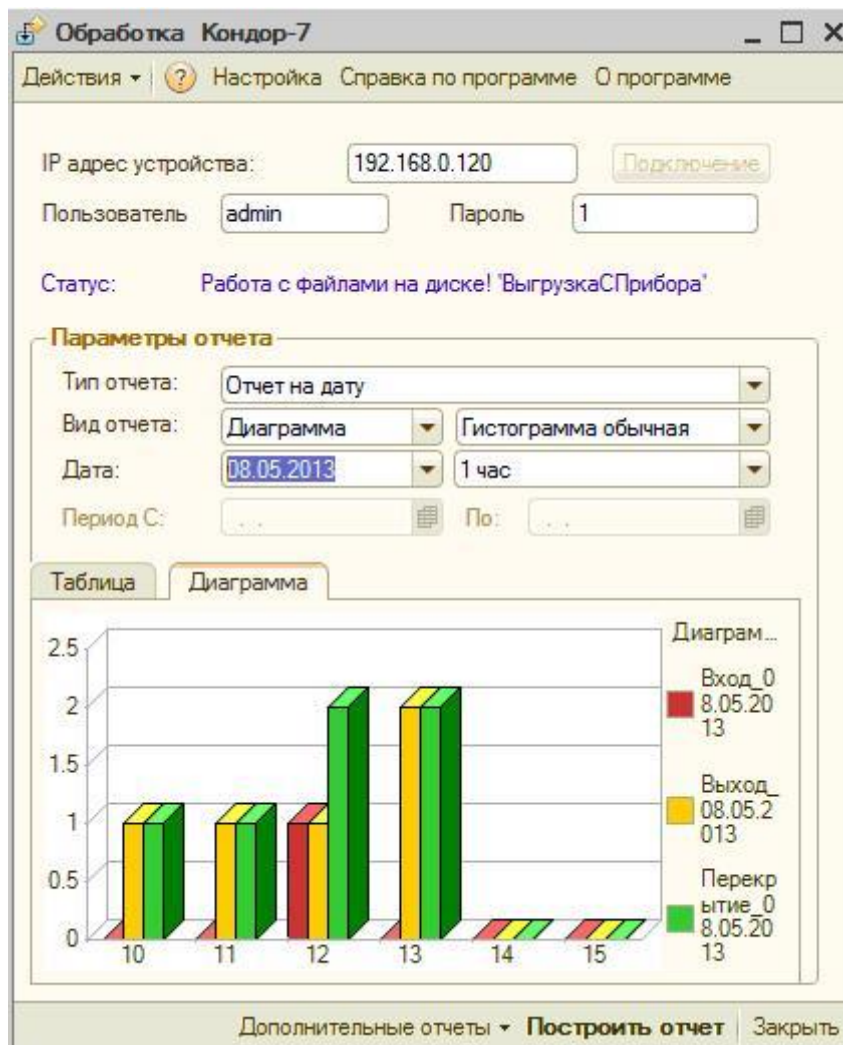 Обработка Кондор-7
Действия Настройка Справка по программе О программе
IP адрес устройства: 192.168.0.120 Подключение
Пользователь admin Пароль 1
Статус: Работа с файлами на диске! "ВыгрузкаСПрибора"
Параметры отчета
Тип отчета: Отчет на дату
Вид отчета: Диаграмма Гистограмма обычная
Дата: 08.05.2013 1 час
Период С: . . По: . .
Таблица Диаграмма
2.5
2
1.5
1
0.5
0
10 11 12 13 14 15
Диаграм...
Вход_0
8.05.20
13
Выход_
08.05.2
013
Перекр
ытие_0
8.05.20
13
Дополнительные отчеты Построить отчет Закрыть